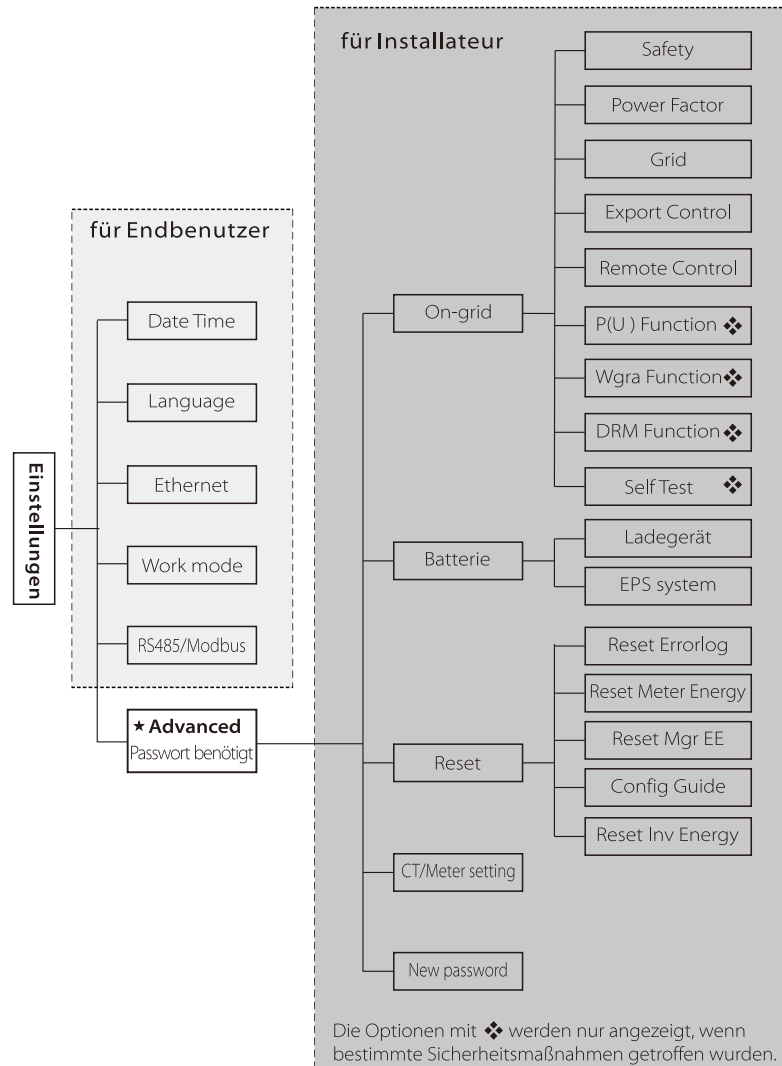 für Installateur
Safety
Power Factor
Grid
Export Control
Remote Control
P(U ) Function ❖
Wgra Function ❖
DRM Function ❖
Self Test ❖
für Endbenutzer
Date Time
Language
Ethernet
Work mode
RS485/Modbus
Einstellungen
★ Advanced
Passwort benötigt
On-grid
Batterie
Ladegerät
EPS system
Reset
Reset Errorlog
Reset Meter Energy
Reset Mgr EE
Config Guide
Reset Inv Energy
CT/Meter setting
New password
Die Optionen mit ❖ werden nur angezeigt, wenn
bestimmte Sicherheitsmaßnahmen getroffen wurden.